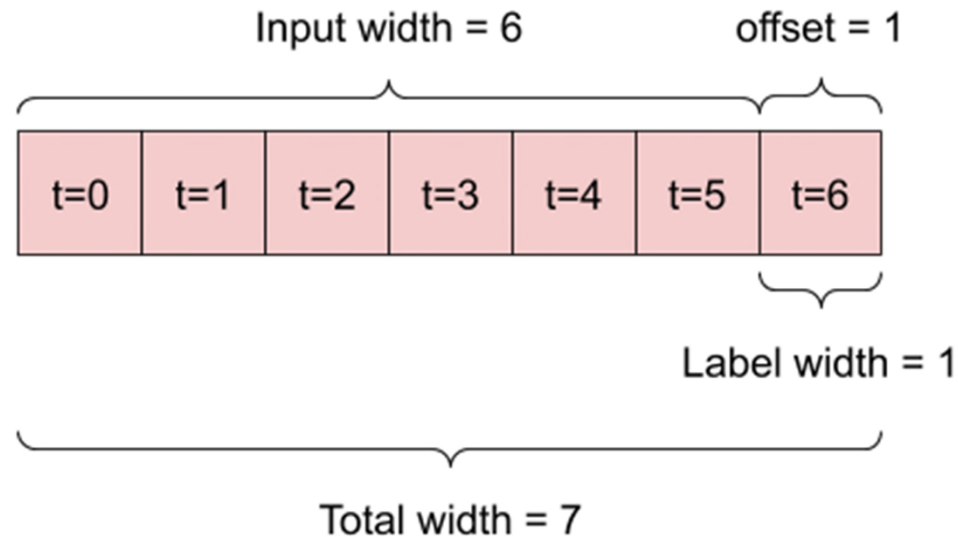 Input width = 6 offset = 1
t=0 t=1 t=2 t=3 t=4 t=5 t=6
Label width = 1
Total width = 7